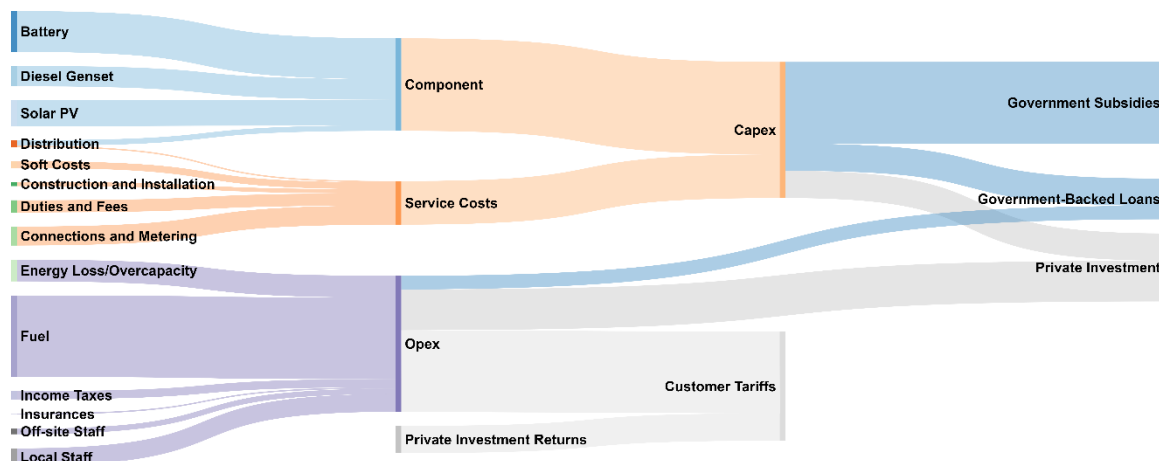 Battery
Diesel Genset
Solar PV
Distribution
Soft Costs
Construction and Installation
Duties and Fees
Connections and Metering
Energy Loss/Overcapacity
Fuel
Income Taxes
Insurances
Off-site Staff
Local Staff
Component
Service Costs
Opex
Private Investment Returns
Capex
Customer Tariffs
Government Subsidies
Government-Backed Loans
Private Investment